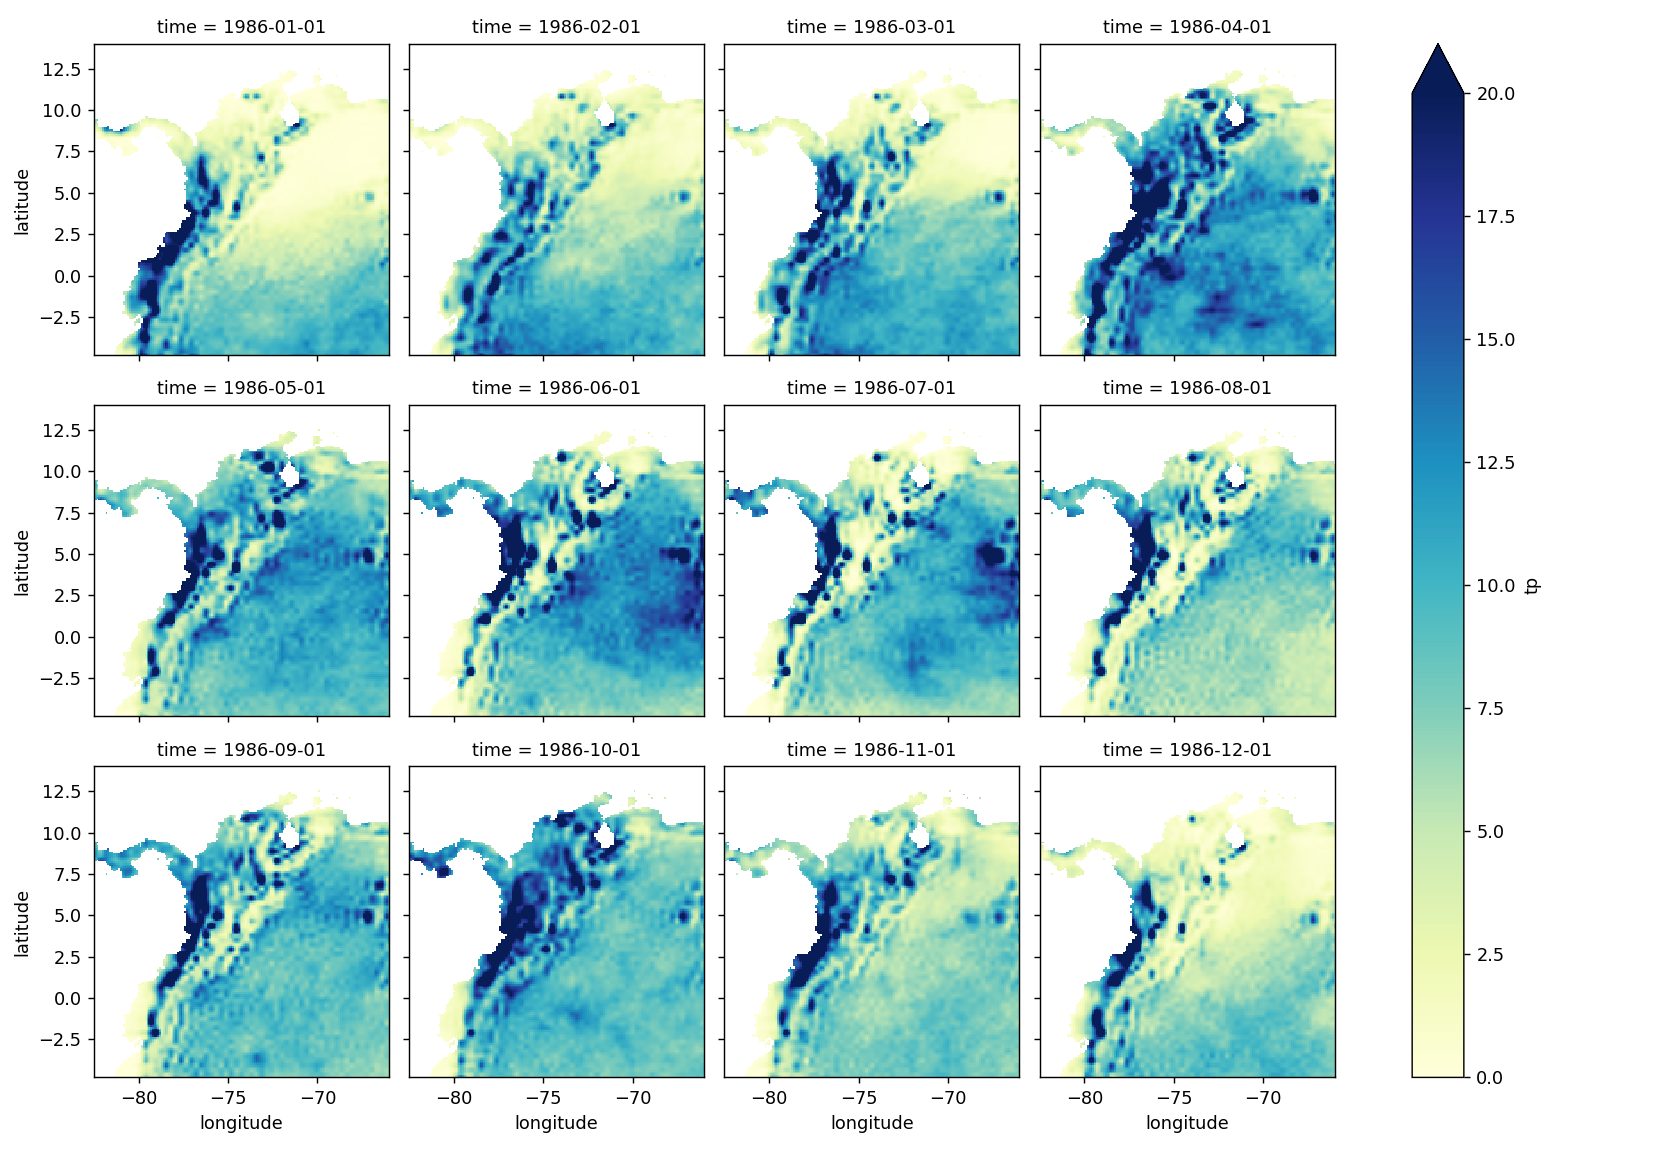 time = 1986-01-01
time = 1986-02-01
time = 1986-03-01
time = 1986-04-01
12.5
10.0
7.5
5.0
2.5
0.0
−2.5
latitude
time = 1986-05-01
time = 1986-06-01
time = 1986-07-01
time = 1986-08-01
12.5
10.0
7.5
5.0
2.5
0.0
−2.5
latitude
time = 1986-09-01
time = 1986-10-01
time = 1986-11-01
time = 1986-12-01
12.5
10.0
7.5
5.0
2.5
0.0
−2.5
latitude
−80 −75 −70
−80 −75 −70
−80 −75 −70
−80 −75 −70
longitude
longitude
longitude
longitude
20.0
17.5
15.0
12.5
10.0
7.5
5.0
2.5
0.0
tp